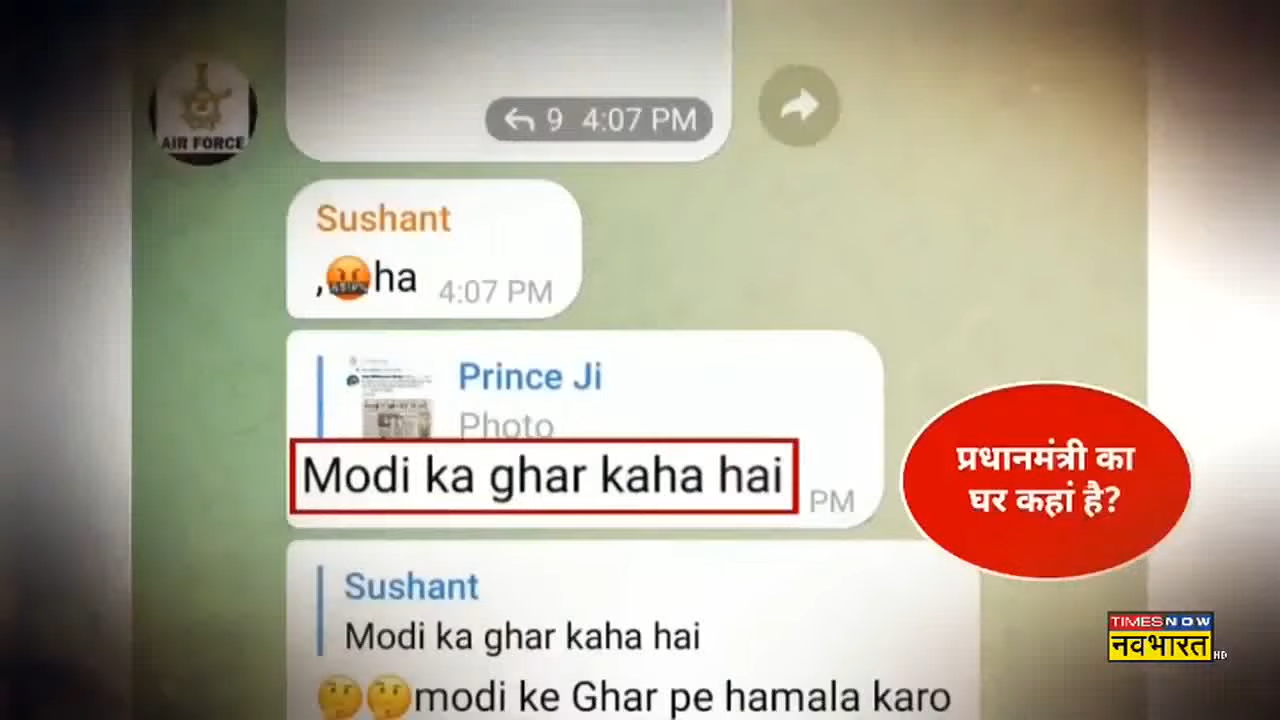 9 4:07 PM
AIR FORCE
Sushant
,🤬ha 4:07 PM
Prince Ji
Photo
Modi ka ghar kaha hai
PM
प्रधानमंत्री का
घर कहां है?
Sushant
Modi ka ghar kaha hai
🤔🤔modi ke Ghar pe hamala karo
TIMES NOW
नवभारत
HD